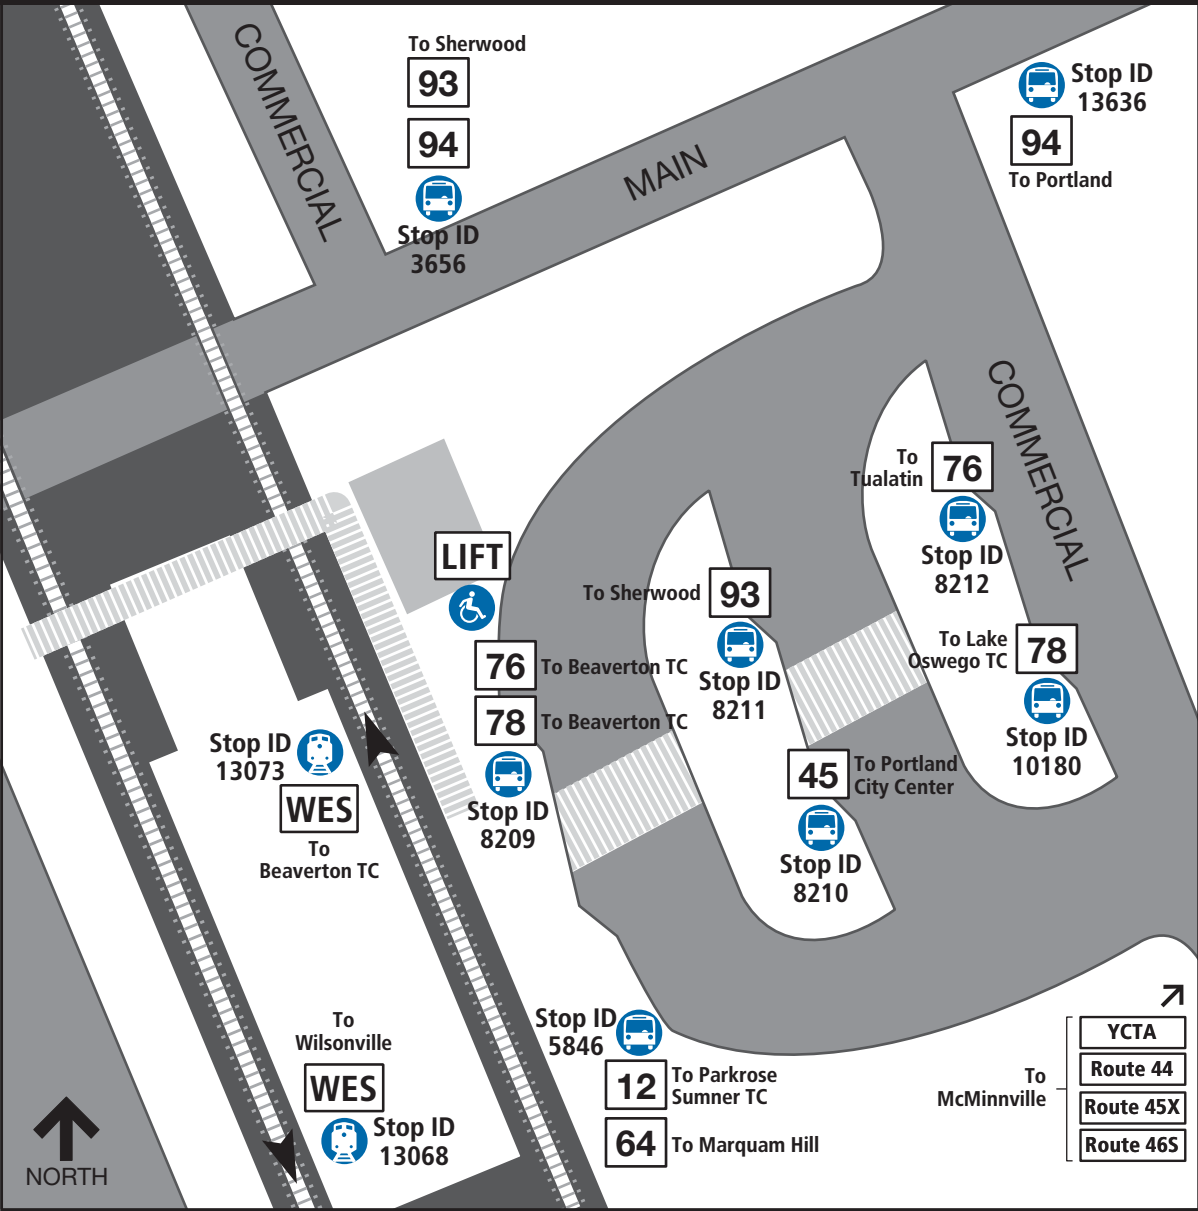 COMMERCIAL
To Sherwood
93
94
Stop ID
3656
MAIN
Stop ID
13636
94
To Portland
COMMERCIAL
To
Tualatin
76
Stop ID
8212
LIFT
To Sherwood
93
Stop ID
8211
To Lake
Oswego TC
78
Stop ID
10180
76
To Beaverton TC
78
To Beaverton TC
Stop ID
8209
45
To Portland
City Center
Stop ID
8210
Stop ID
13073
WES
To
Beaverton TC
To
Wilsonville
WES
Stop ID
13068
Stop ID
5846
12
To Parkrose
Sumner TC
64
To Marquam Hill
To
McMinnville
YCTA
Route 44
Route 45X
Route 46S
NORTH